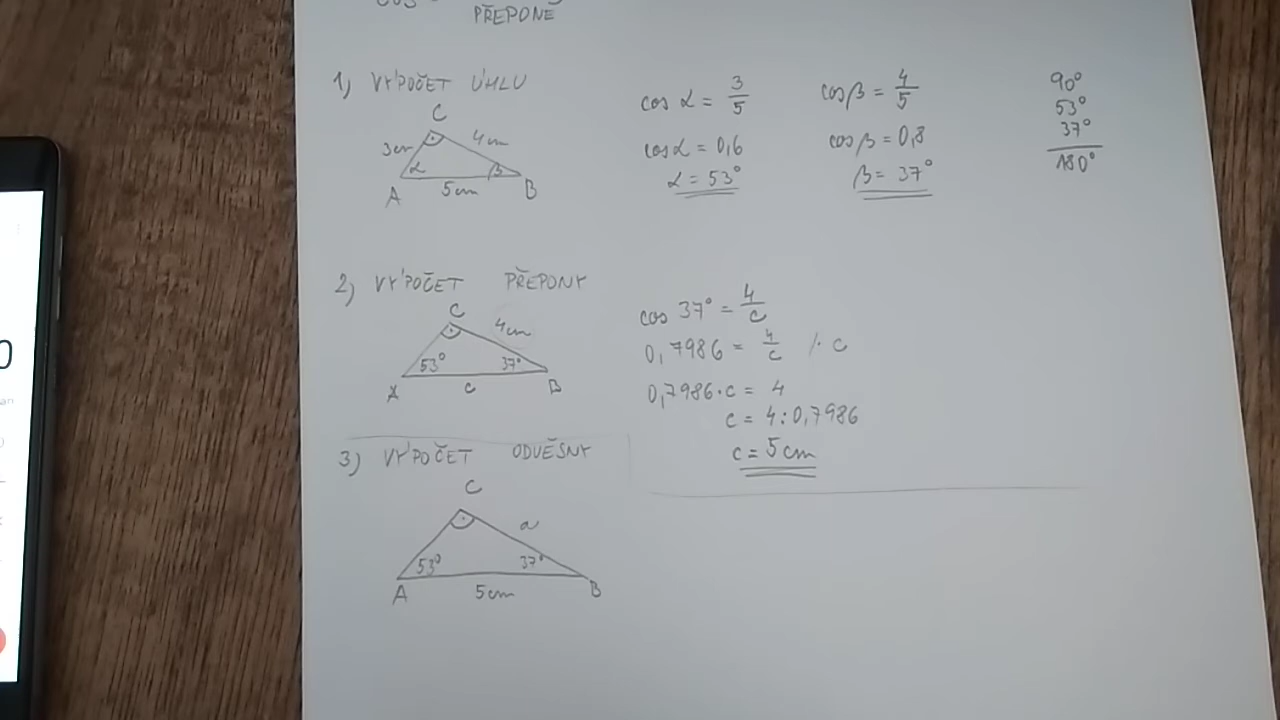 PŘEPONĚ
1) VÝPOČET ÚHLU
C
3cm 4cm
α β
A 5cm B
cos α = 3/5
cos α = 0,6
α = 53°
cos β = 4/5
cos β = 0,8
β = 37°
90°
53°
37°
180°
2) VÝPOČET PŘEPONY
C
4cm
53° 37°
A c B
cos 37° = 4/c
0,7986 = 4/c /· c
0,7986·c = 4
c = 4:0,7986
c = 5cm
3) VÝPOČET ODVĚSNY
C
a
53° 37°
A 5cm B